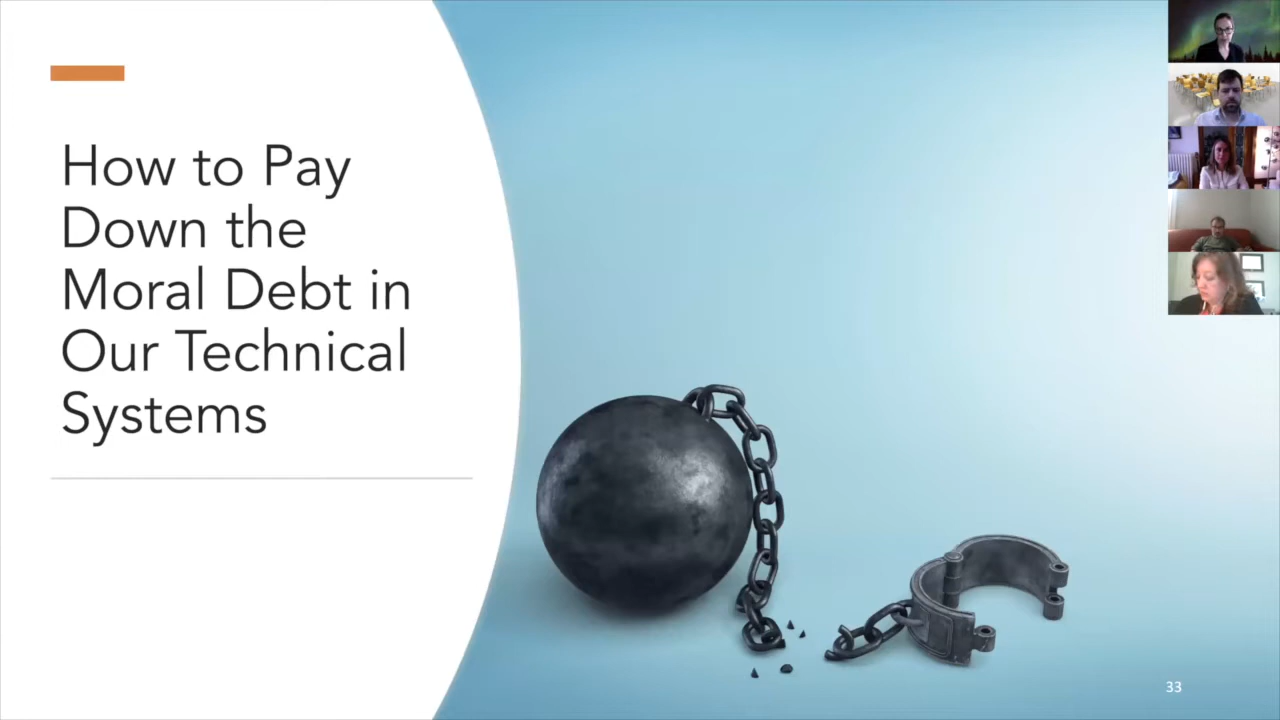 How to Pay
Down the
Moral Debt in
Our Technical
Systems
33